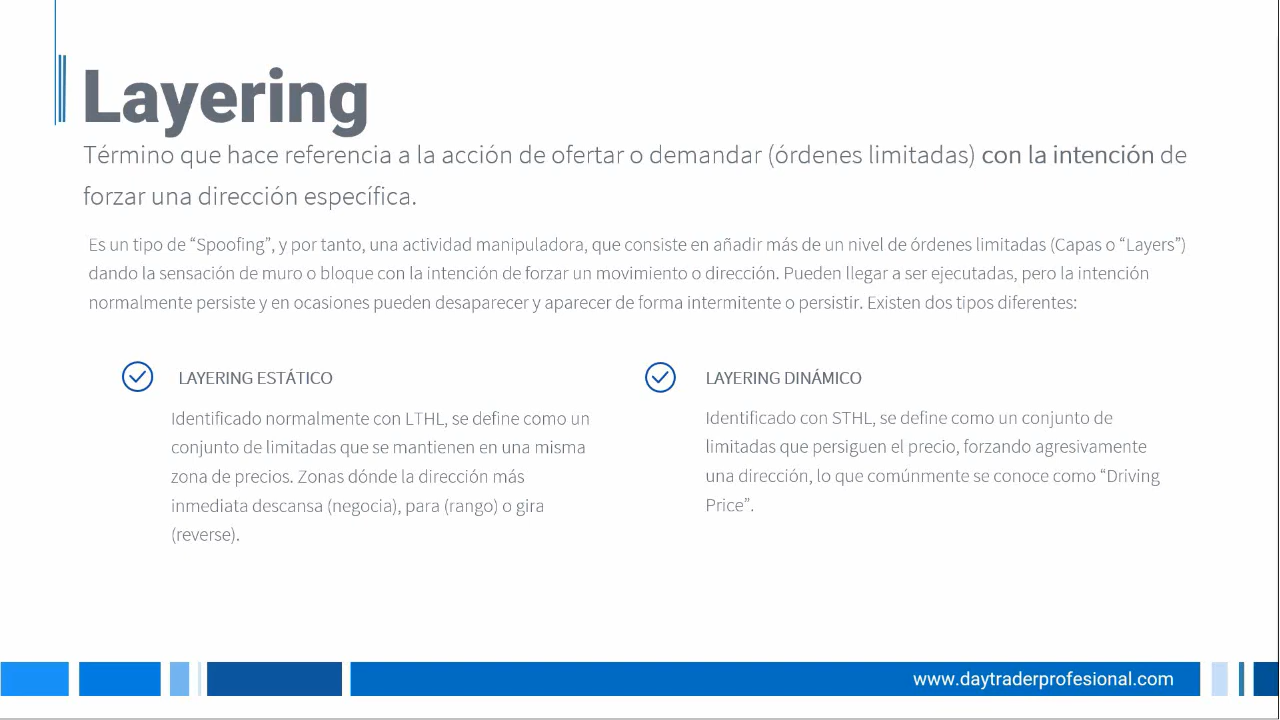 Layering
Término que hace referencia a la acción de ofertar o demandar (órdenes limitadas) con la intención de
forzar una dirección específica.
Es un tipo de “Spoofing”, y por tanto, una actividad manipuladora, que consiste en añadir más de un nivel de órdenes limitadas (Capas o “Layers”)
dando la sensación de muro o bloque con la intención de forzar un movimiento o dirección. Pueden llegar a ser ejecutadas, pero la intención
normalmente persiste y en ocasiones pueden desaparecer y aparecer de forma intermitente o persistir. Existen dos tipos diferentes:
LAYERING ESTÁTICO
Identificado normalmente con LTHL, se define como un
conjunto de limitadas que se mantienen en una misma
zona de precios. Zonas dónde la dirección más
inmediata descansa (negocia), para (rango) o gira
(reverse).
LAYERING DINÁMICO
Identificado con STHL, se define como un conjunto de
limitadas que persiguen el precio, forzando agresivamente
una dirección, lo que comúnmente se conoce como “Driving
Price”.
www.daytraderprofesional.com